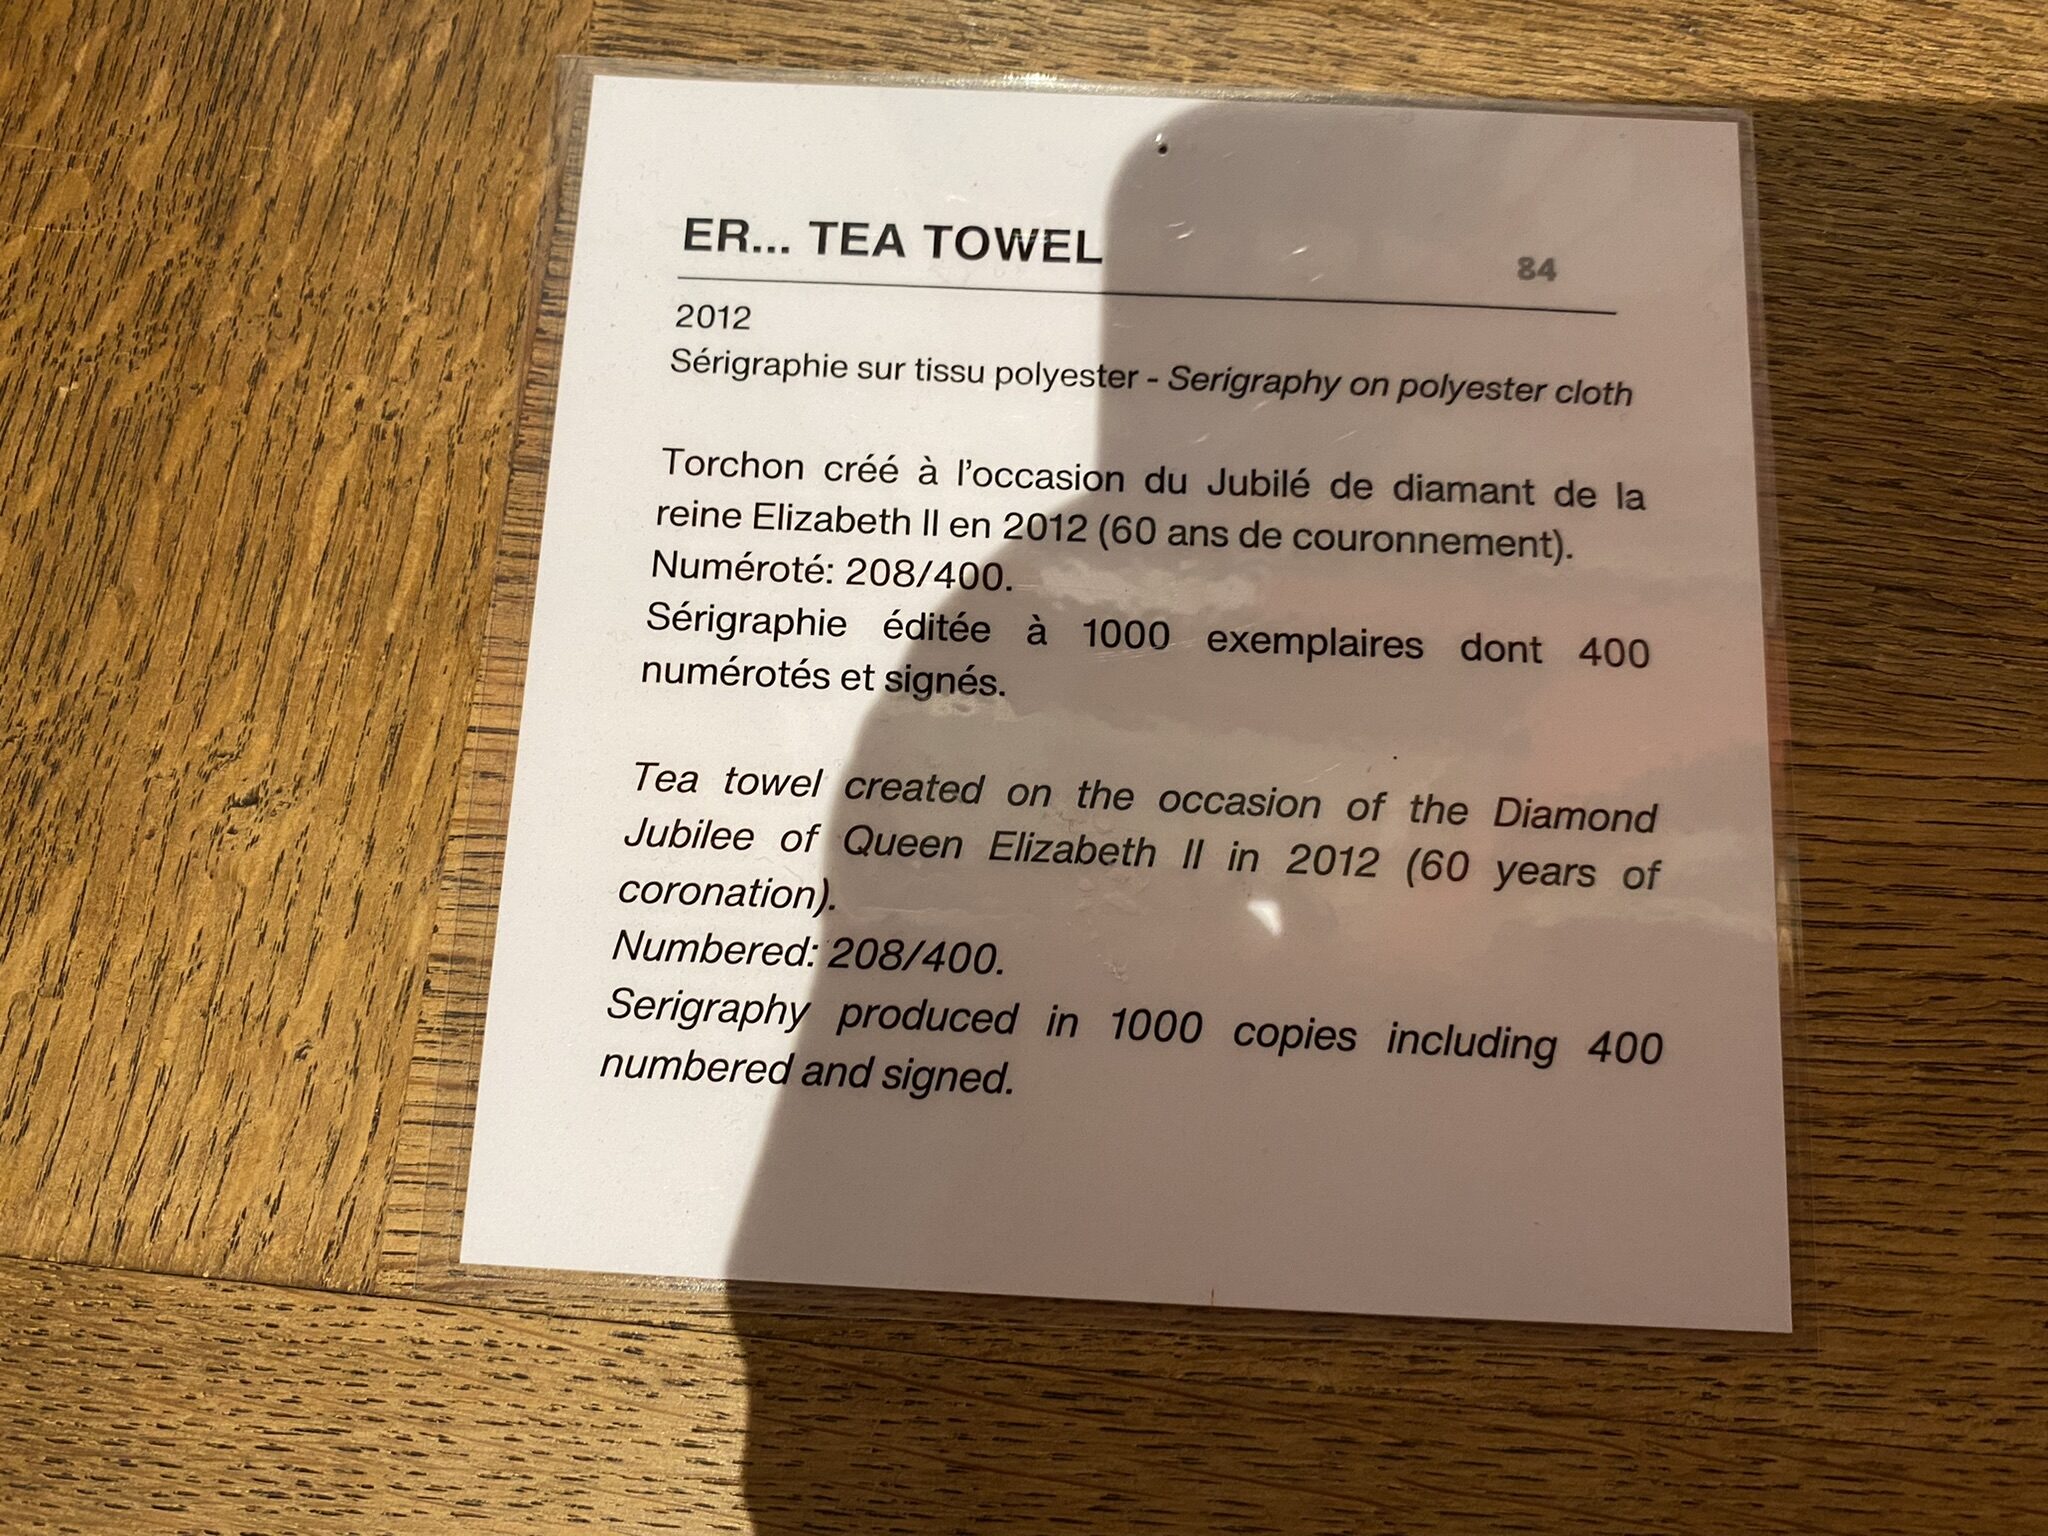 ER... TEA TOWEL 84
2012
Sérigraphie sur tissu polyester - Serigraphy on polyester cloth
Torchon créé à l'occasion du Jubilé de diamant de la
reine Elizabeth II en 2012 (60 ans de couronnement).
Numéroté: 208/400.
Sérigraphie éditée à 1000 exemplaires dont 400
numérotés et signés.
Tea towel created on the occasion of the Diamond
Jubilee of Queen Elizabeth II in 2012 (60 years of
coronation).
Numbered: 208/400.
Serigraphy produced in 1000 copies including 400
numbered and signed.